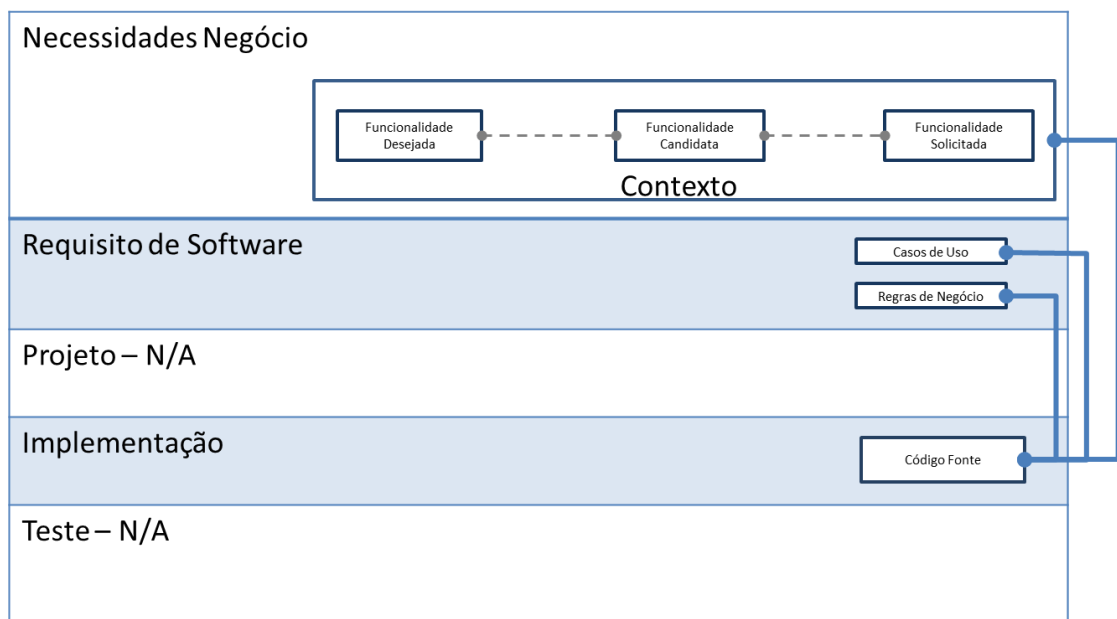 Necessidades Negócio
Funcionalidade
Desejada
Funcionalidade
Candidata
Funcionalidade
Solicitada
Contexto
Requisito de Software
Casos de Uso
Regras de Negócio
Projeto – N/A
Implementação
Código Fonte
Teste – N/A